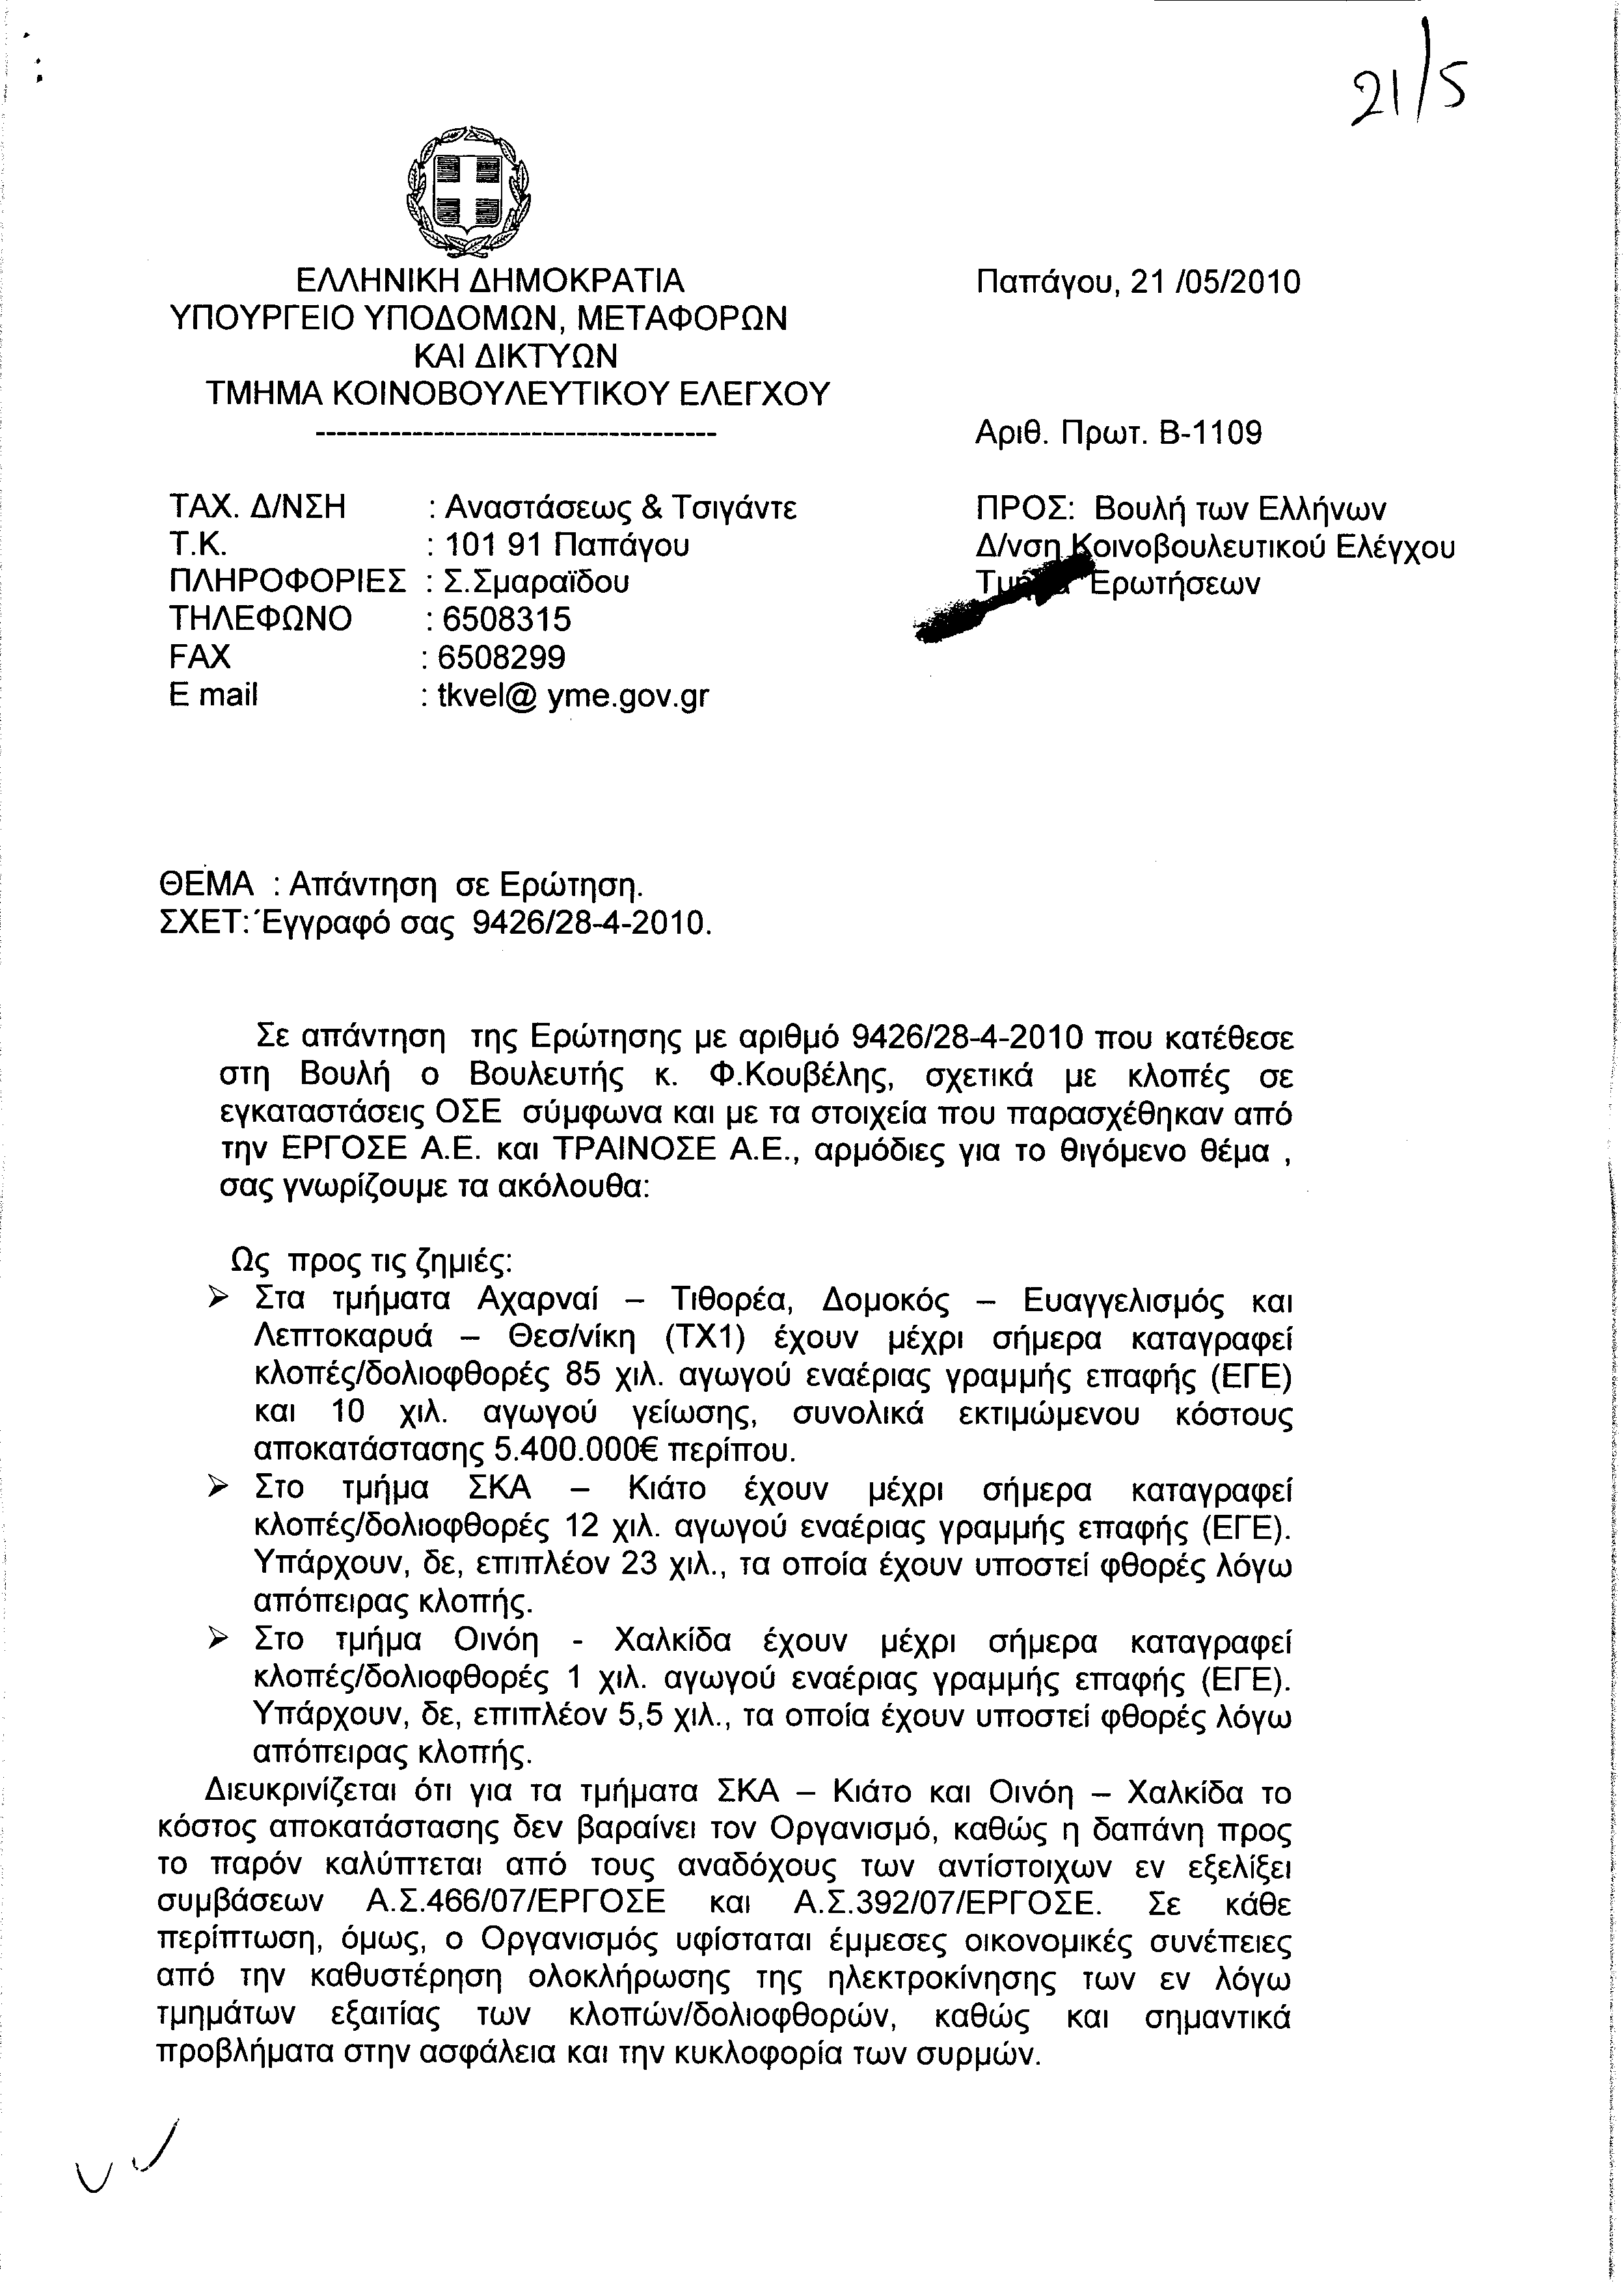 21/5
ΕΛΛΗΝΙΚΗ ΔΗΜΟΚΡΑΤΙΑ
ΥΠΟΥΡΓΕΙΟ ΥΠΟΔΟΜΩΝ, ΜΕΤΑΦΟΡΩΝ
ΚΑΙ ΔΙΚΤΥΩΝ
ΤΜΗΜΑ ΚΟΙΝΟΒΟΥΛΕΥΤΙΚΟΥ ΕΛΕΓΧΟΥ
--------------------------------------
Παπάγου, 21 /05/2010
Αριθ. Πρωτ. Β-1109
ΤΑΧ. Δ/ΝΣΗ : Αναστάσεως & Τσιγάντε
Τ.Κ. : 101 91 Παπάγου
ΠΛΗΡΟΦΟΡΙΕΣ : Σ.Σμαραϊδου
ΤΗΛΕΦΩΝΟ : 6508315
FAX : 6508299
E mail : tkvel@ yme.gov.gr
ΠΡΟΣ: Βουλή των Ελλήνων
Δ/νση Κοινοβουλευτικού Ελέγχου
Τμήμα Ερωτήσεων
ΘΕΜΑ : Απάντηση σε Ερώτηση.
ΣΧΕΤ: Έγγραφό σας 9426/28-4-2010.
Σε απάντηση της Ερώτησης με αριθμό 9426/28-4-2010 που κατέθεσε
στη Βουλή ο Βουλευτής κ. Φ.Κουβέλης, σχετικά με κλοπές σε
εγκαταστάσεις ΟΣΕ σύμφωνα και με τα στοιχεία που παρασχέθηκαν από
την ΕΡΓΟΣΕ Α.Ε. και ΤΡΑΙΝΟΣΕ Α.Ε., αρμόδιες για το θιγόμενο θέμα ,
σας γνωρίζουμε τα ακόλουθα:
Ως προς τις ζημιές:
➢ Στα τμήματα Αχαρναί – Τιθορέα, Δομοκός – Ευαγγελισμός και
Λεπτοκαρυά – Θεσ/νίκη (ΤΧ1) έχουν μέχρι σήμερα καταγραφεί
κλοπές/δολιοφθορές 85 χιλ. αγωγού εναέριας γραμμής επαφής (ΕΓΕ)
και 10 χιλ. αγωγού γείωσης, συνολικά εκτιμώμενου κόστους
αποκατάστασης 5.400.000€ περίπου.
➢ Στο τμήμα ΣΚΑ – Κιάτο έχουν μέχρι σήμερα καταγραφεί
κλοπές/δολιοφθορές 12 χιλ. αγωγού εναέριας γραμμής επαφής (ΕΓΕ).
Υπάρχουν, δε, επιπλέον 23 χιλ., τα οποία έχουν υποστεί φθορές λόγω
απόπειρας κλοπής.
➢ Στο τμήμα Οινόη - Χαλκίδα έχουν μέχρι σήμερα καταγραφεί
κλοπές/δολιοφθορές 1 χιλ. αγωγού εναέριας γραμμής επαφής (ΕΓΕ).
Υπάρχουν, δε, επιπλέον 5,5 χιλ., τα οποία έχουν υποστεί φθορές λόγω
απόπειρας κλοπής.
Διευκρινίζεται ότι για τα τμήματα ΣΚΑ – Κιάτο και Οινόη – Χαλκίδα το
κόστος αποκατάστασης δεν βαραίνει τον Οργανισμό, καθώς η δαπάνη προς
το παρόν καλύπτεται από τους αναδόχους των αντίστοιχων εν εξελίξει
συμβάσεων Α.Σ.466/07/ΕΡΓΟΣΕ και Α.Σ.392/07/ΕΡΓΟΣΕ. Σε κάθε
περίπτωση, όμως, ο Οργανισμός υφίσταται έμμεσες οικονομικές συνέπειες
από την καθυστέρηση ολοκλήρωσης της ηλεκτροκίνησης των εν λόγω
τμημάτων εξαιτίας των κλοπών/δολιοφθορών, καθώς και σημαντικά
προβλήματα στην ασφάλεια και την κυκλοφορία των συρμών.